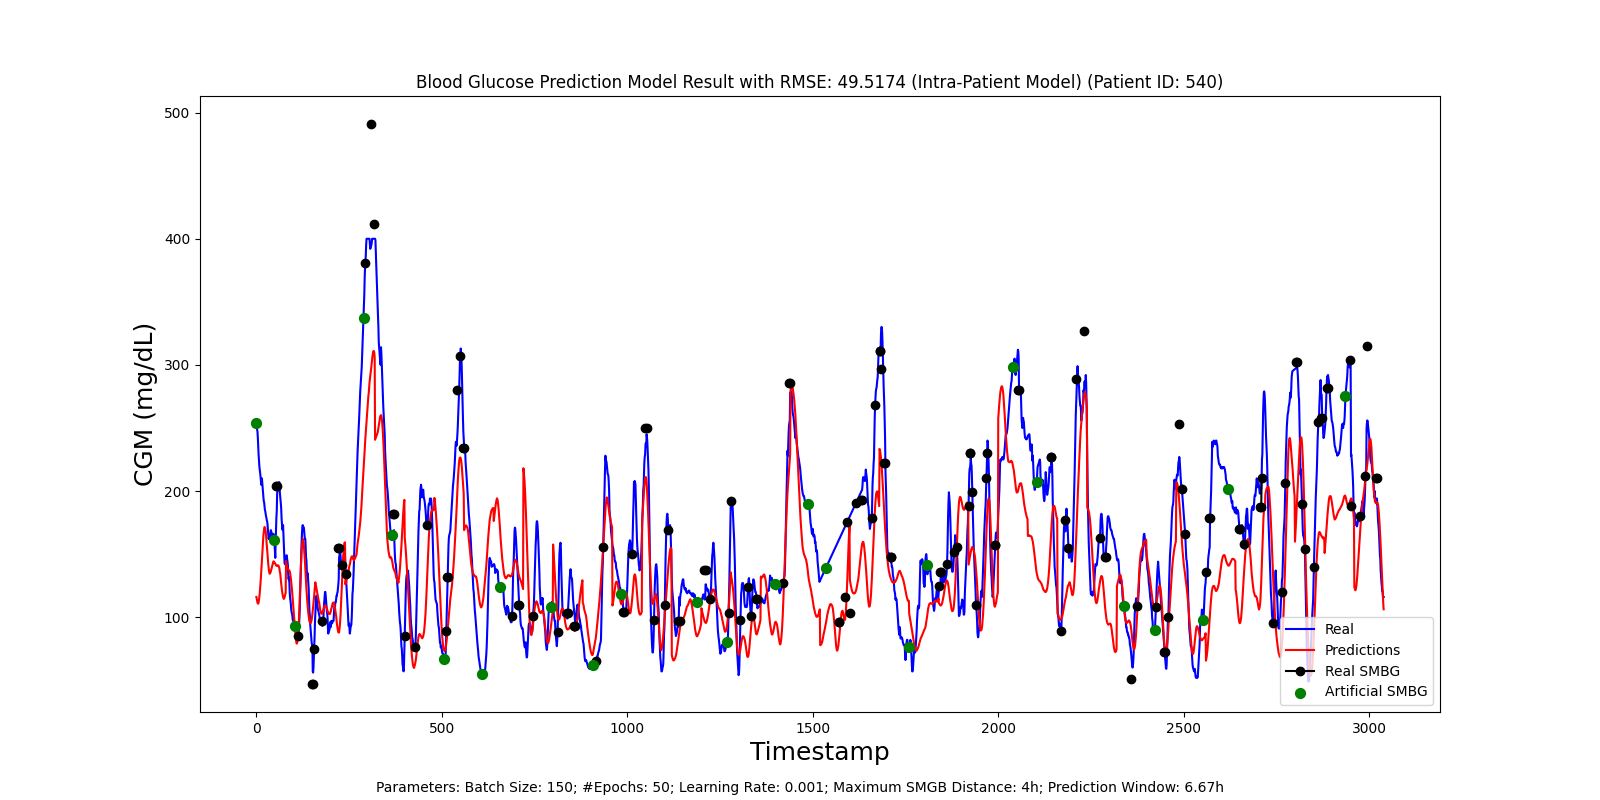 Blood Glucose Prediction Model Result with RMSE: 49.5174 (Intra-Patient Model) (Patient ID: 540)
500
400
300
200
100
CGM (mg/dL)
0 500 1000 1500 2000 2500 3000
Timestamp
Real
Predictions
Real SMBG
Artificial SMBG
Parameters: Batch Size: 150; #Epochs: 50; Learning Rate: 0.001; Maximum SMGB Distance: 4h; Prediction Window: 6.67h